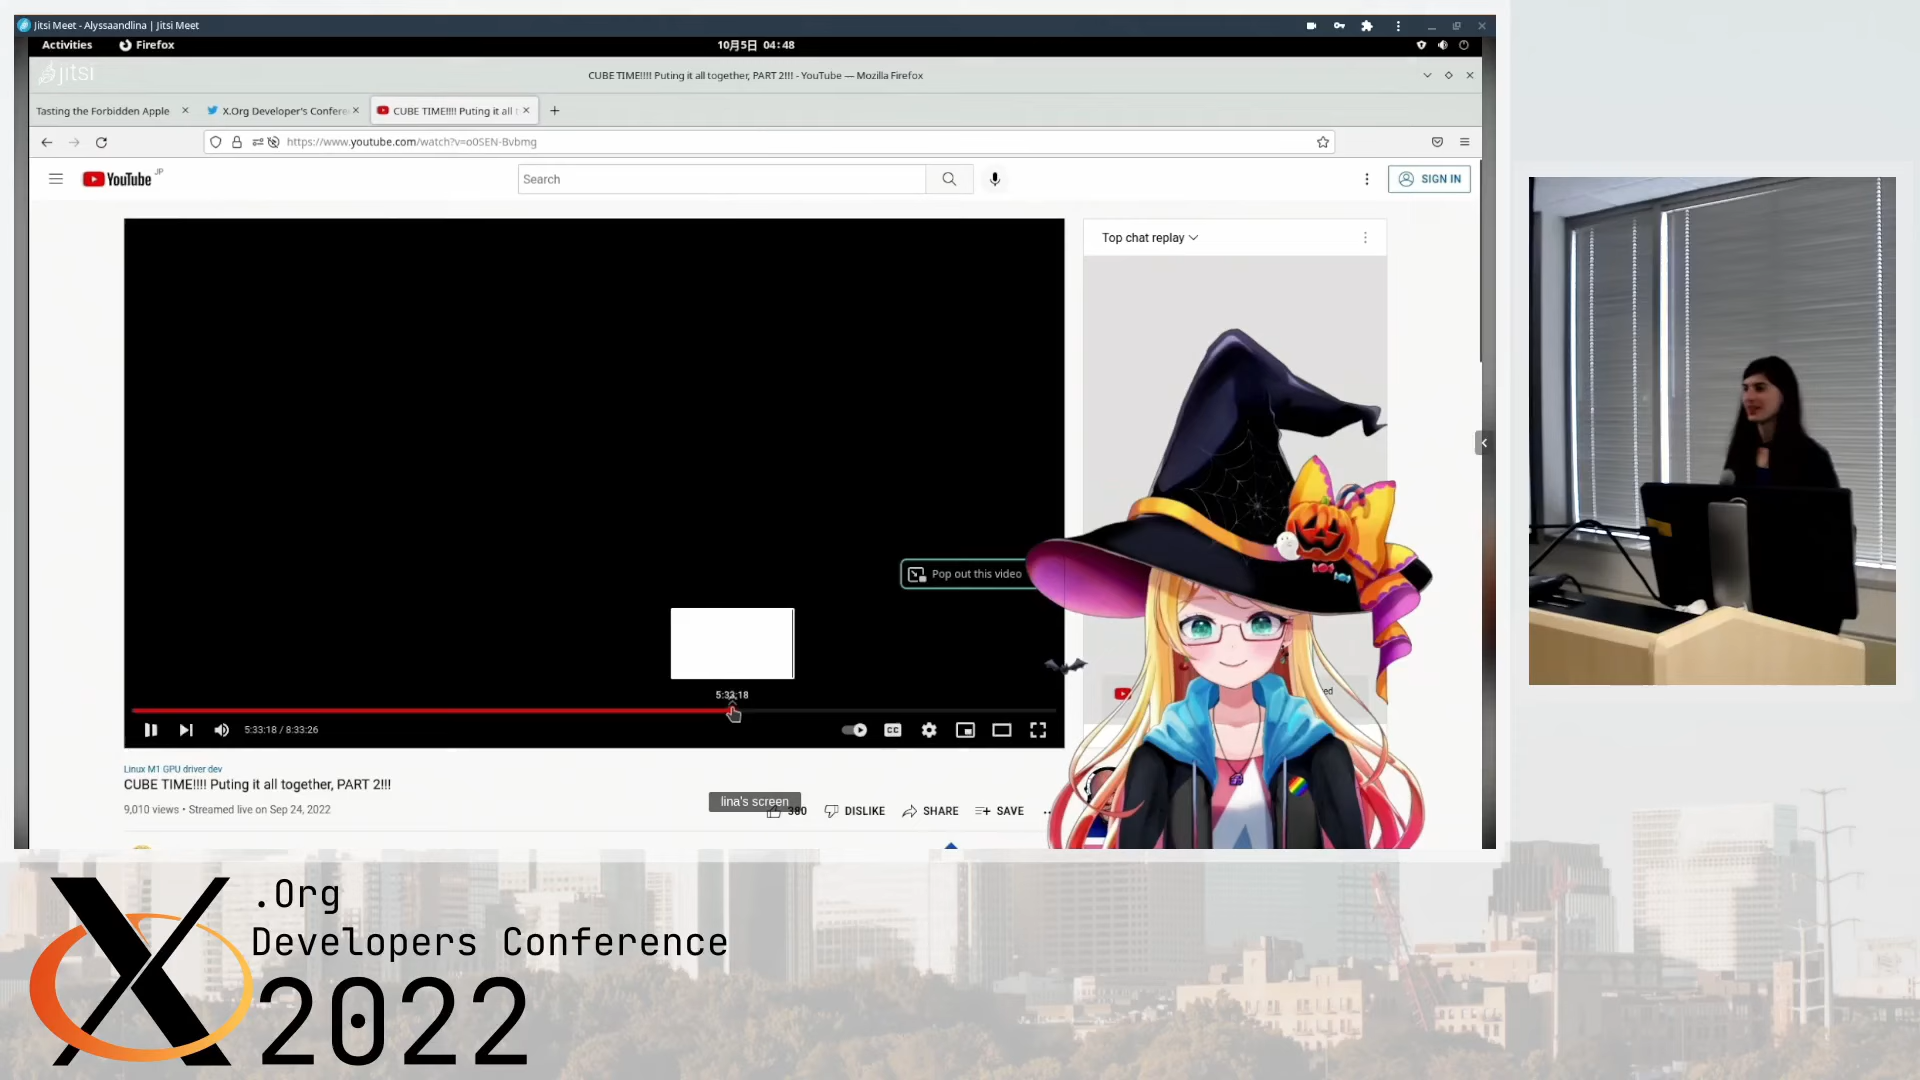 Jitsi Meet - Alyssaandlina | Jitsi Meet
Activities Firefox 10月5日 04:48
jitsi
CUBE TIME!!!! Puting it all together, PART 2!!! - YouTube — Mozilla Firefox
Tasting the Forbidden Apple X.Org Developer's Confere CUBE TIME!!!! Puting it all
https://www.youtube.com/watch?v=o0SEN-Bvbmg
YouTube JP
Search
SIGN IN
Top chat replay
Pop out this video
5:33:18
5:33:18 / 8:33:26
CC
Linux M1 GPU driver dev
CUBE TIME!!!! Puting it all together, PART 2!!!
9,010 views • Streamed live on Sep 24, 2022
lina's screen
380 DISLIKE SHARE SAVE
ed
X.Org
Developers Conference
2022